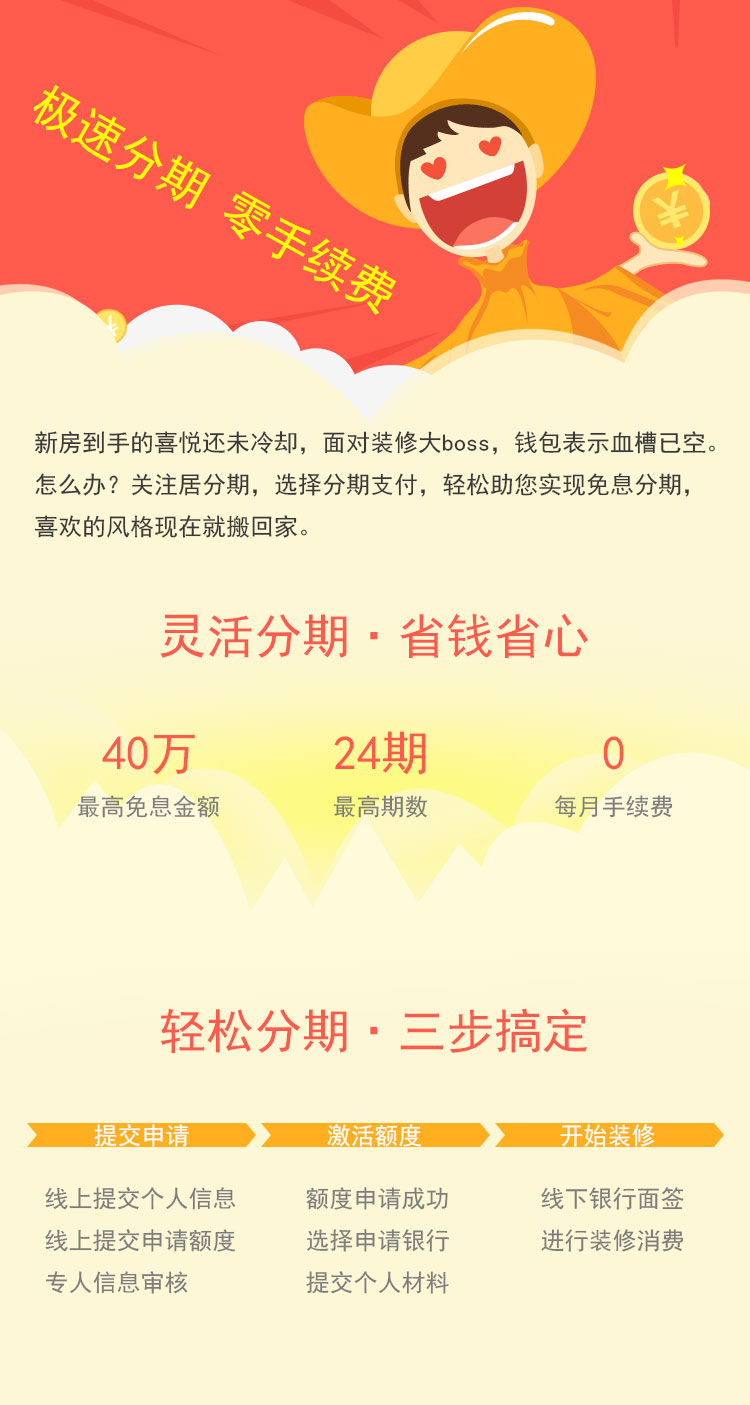 极速分期 零手续费
新房到手的喜悦还未冷却，面对装修大boss，钱包表示血槽已空。
怎么办？关注居分期，选择分期支付，轻松助您实现免息分期，
喜欢的风格现在就搬回家。
灵活分期·省钱省心
40万 24期 0
最高免息金额 最高期数 每月手续费
轻松分期·三步搞定
提交申请 激活额度 开始装修
线上提交个人信息 额度申请成功 线下银行面签
线上提交申请额度 选择申请银行 进行装修消费
专人信息审核 提交个人材料